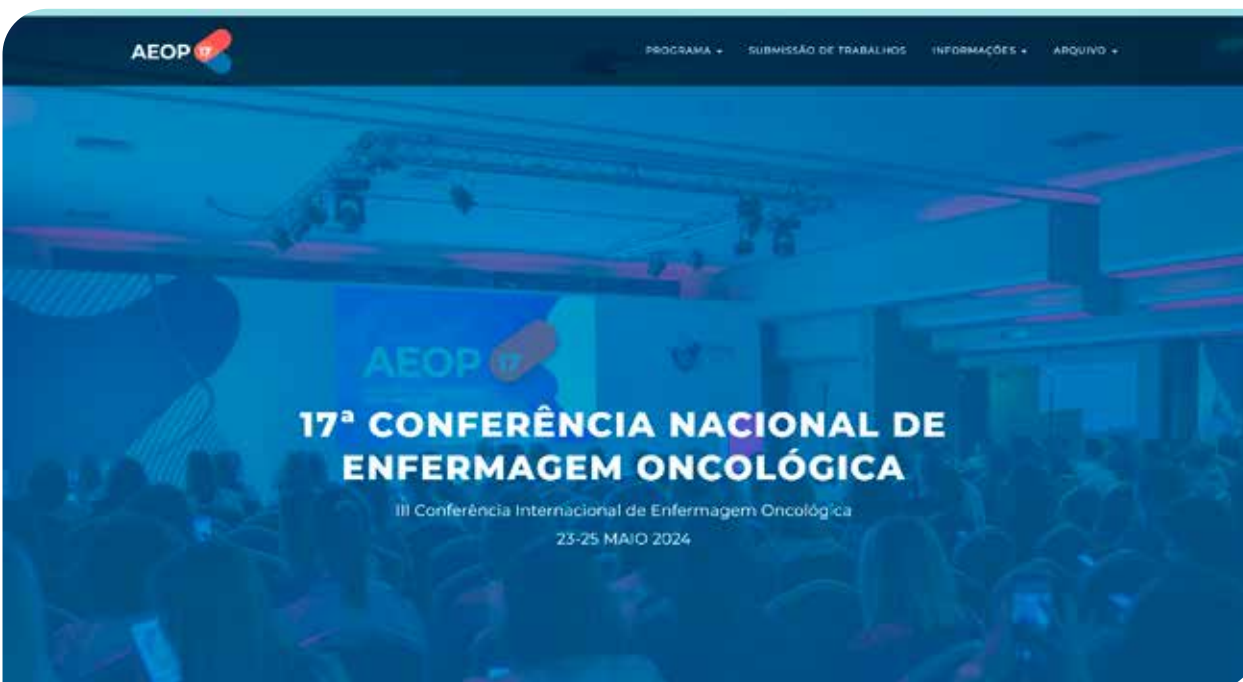 AEOP 17
PROGRAMA
SUBMISSÃO DE TRABALHOS
INFORMAÇÕES
ARQUIVO
AEOP 17
17ª CONFERÊNCIA NACIONAL DE
ENFERMAGEM ONCOLÓGICA
III Conferência Internacional de Enfermagem Oncológica
23-25 MAIO 2024